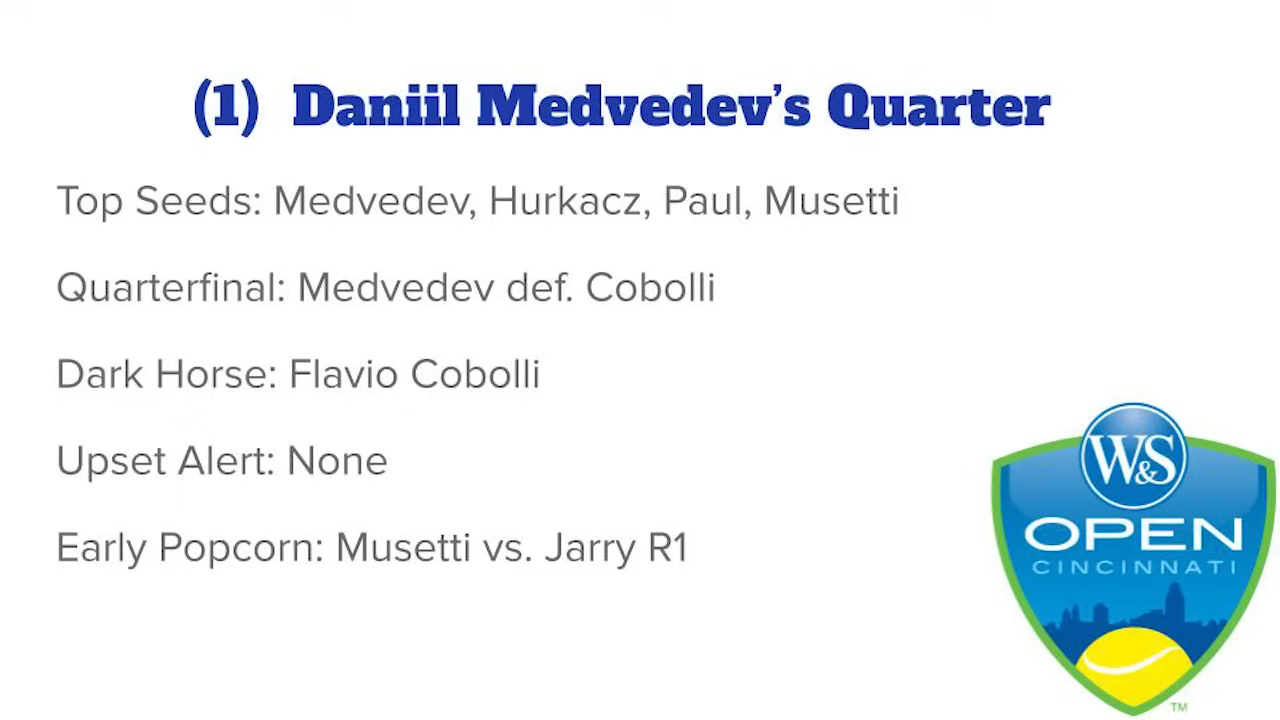 (1) Daniil Medvedev's Quarter
Top Seeds: Medvedev, Hurkacz, Paul, Musetti
Quarterfinal: Medvedev def. Cobolli
Dark Horse: Flavio Cobolli
Upset Alert: None
Early Popcorn: Musetti vs. Jarry R1
W&S
OPEN
CINCINNATI
TM